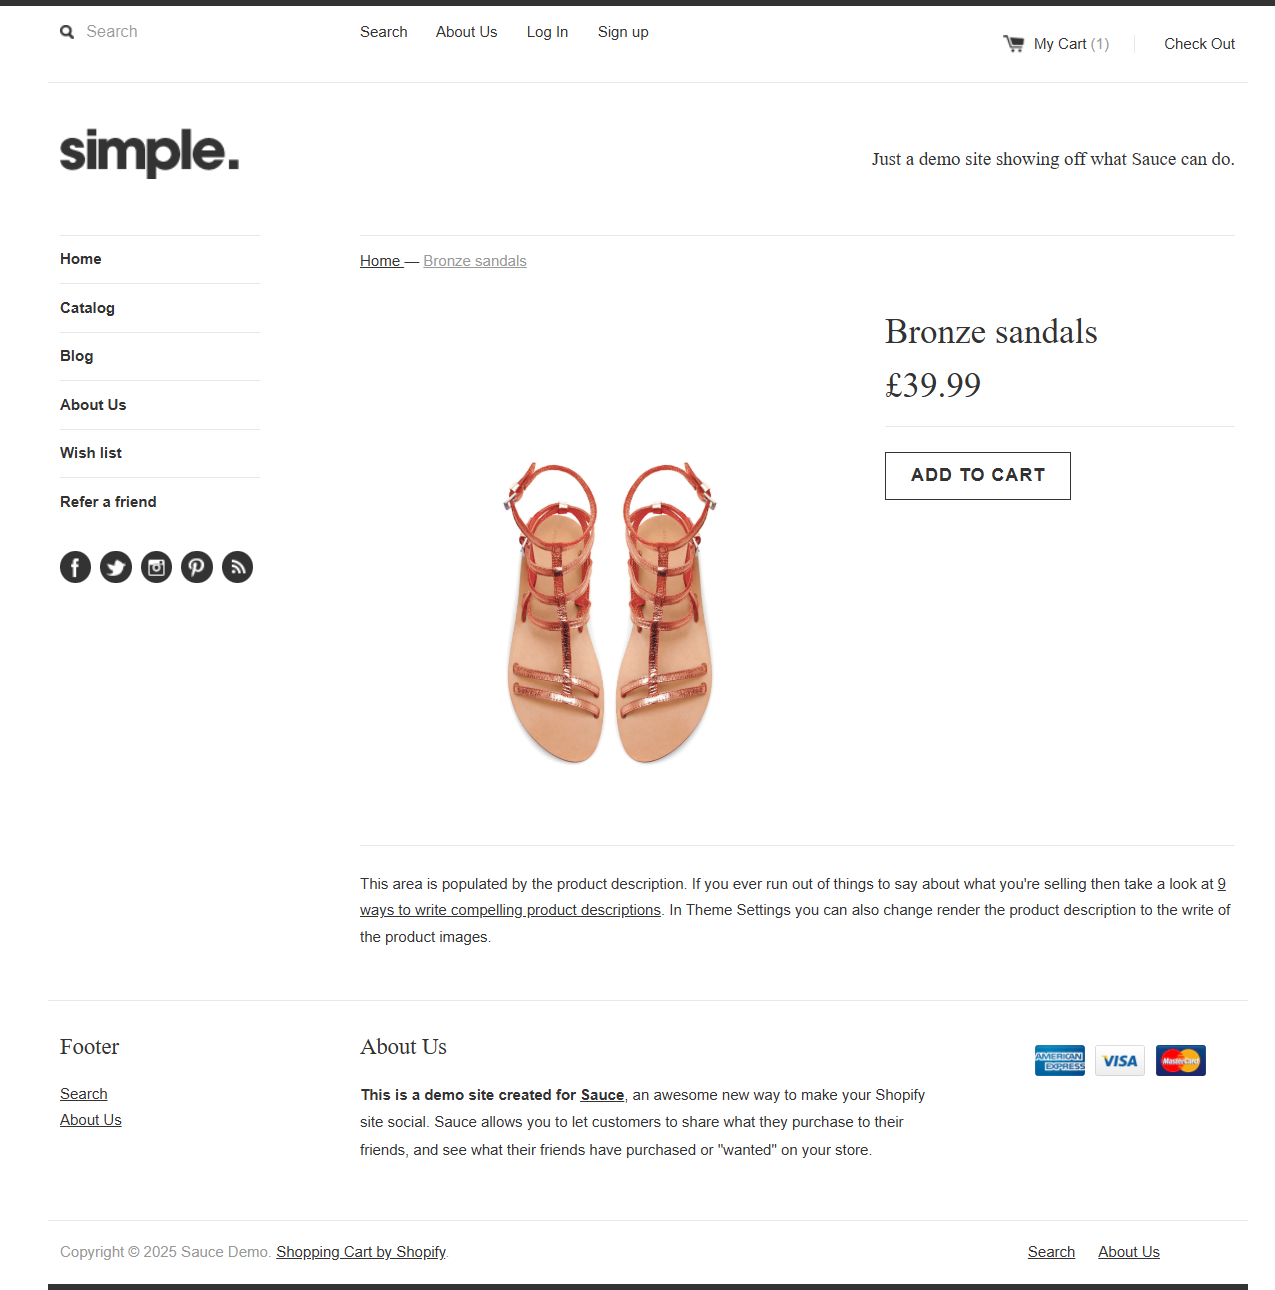 Search
Search About Us Log In Sign up
My Cart (1) Check Out
simple.
Just a demo site showing off what Sauce can do.
Home
Catalog
Blog
About Us
Wish list
Refer a friend
Home — Bronze sandals
Bronze sandals
£39.99
ADD TO CART
This area is populated by the product description. If you ever run out of things to say about what you're selling then take a look at 9
ways to write compelling product descriptions. In Theme Settings you can also change render the product description to the write of
the product images.
Footer
Search
About Us
About Us
This is a demo site created for Sauce, an awesome new way to make your Shopify
site social. Sauce allows you to let customers to share what they purchase to their
friends, and see what their friends have purchased or "wanted" on your store.
AMERICAN
EXPRESS
VISA
MasterCard
Copyright © 2025 Sauce Demo. Shopping Cart by Shopify.
Search About Us